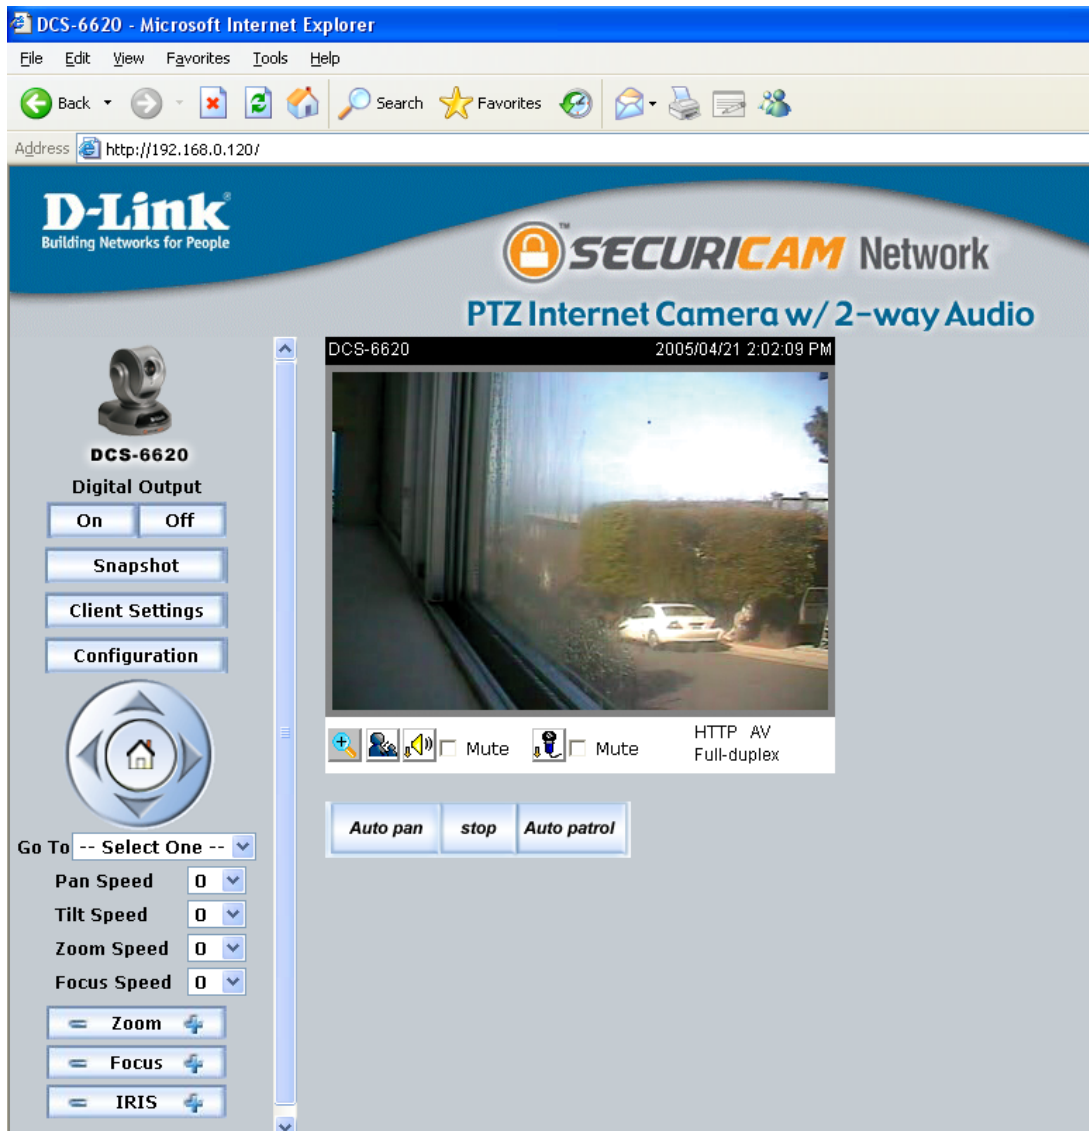 DCS-6620 - Microsoft Internet Explorer
File Edit View Favorites Tools Help
Back Search Favorites
Address http://192.168.0.120/
D-Link®
Building Networks for People
SECURICAM™ Network
PTZ Internet Camera w/ 2-way Audio
DCS-6620
Digital Output
On Off
Snapshot
Client Settings
Configuration
Go To -- Select One --
Pan Speed 0
Tilt Speed 0
Zoom Speed 0
Focus Speed 0
Zoom
Focus
IRIS
DCS-6620 2005/04/21 2:02:09 PM
Mute Mute HTTP AV
Full-duplex
Auto pan stop Auto patrol